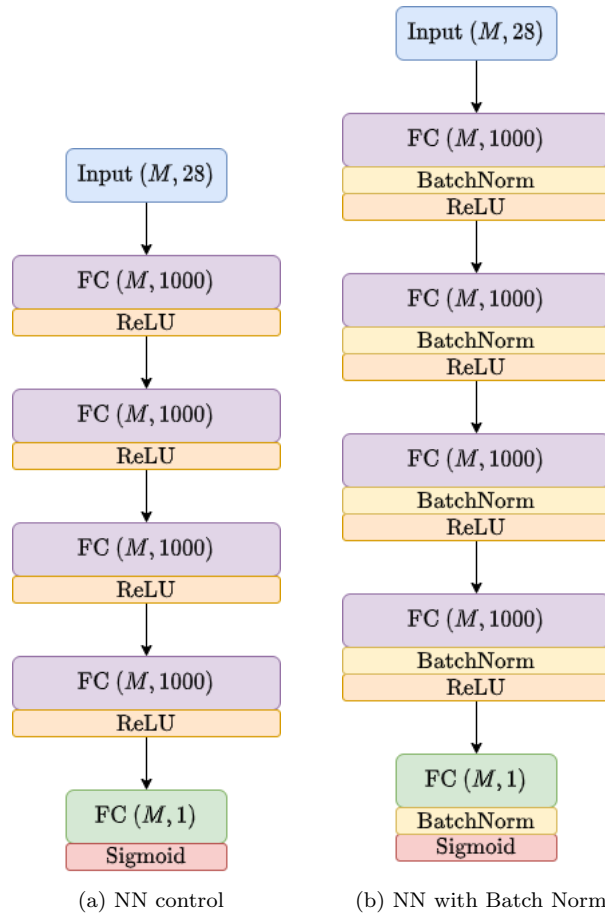 Input (M, 28)
FC (M, 1000)
ReLU
FC (M, 1000)
ReLU
FC (M, 1000)
ReLU
FC (M, 1000)
ReLU
FC (M, 1)
Sigmoid
(a) NN control
Input (M, 28)
FC (M, 1000)
BatchNorm
ReLU
FC (M, 1000)
BatchNorm
ReLU
FC (M, 1000)
BatchNorm
ReLU
FC (M, 1000)
BatchNorm
ReLU
FC (M, 1)
BatchNorm
Sigmoid
(b) NN with Batch Norm